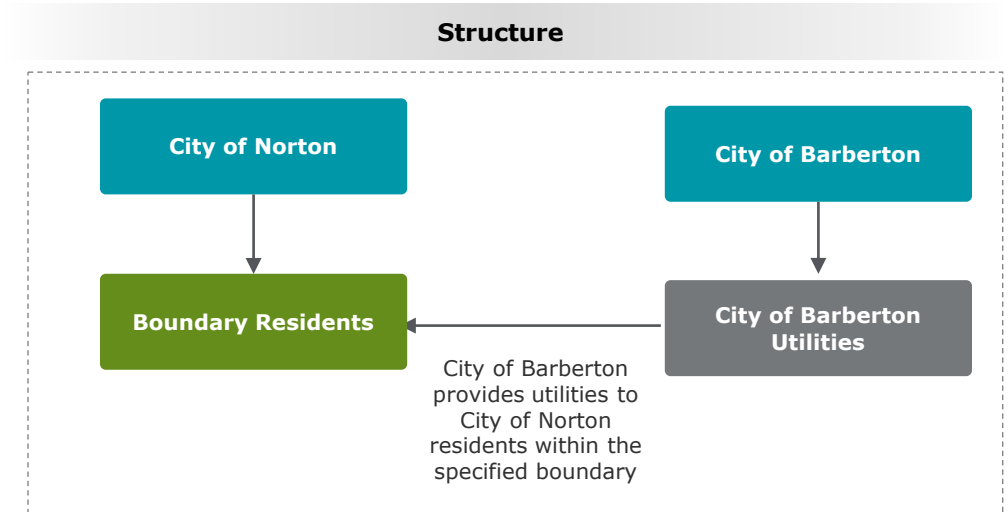 Structure
City of Norton
City of Barberton
Boundary Residents
City of Barberton
Utilities
City of Barberton
provides utilities to
City of Norton
residents within the
specified boundary